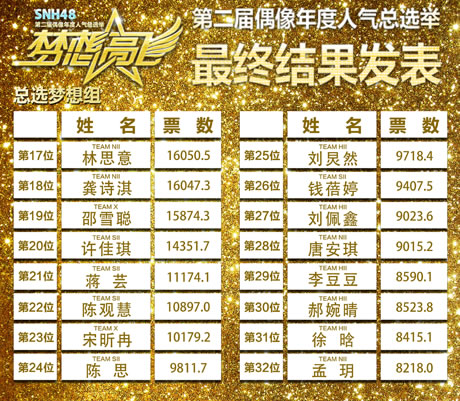 SNH48
第二届偶像年度人气总选举
梦想高飞
第二届偶像年度人气总选举
最终结果发表
总选梦想组
姓 名 票 数
第17位 TEAM NII 林思意 16050.5
第18位 TEAM NII 龚诗淇 16047.3
第19位 TEAM X 邵雪聪 15874.3
第20位 TEAM SII 许佳琪 14351.7
第21位 TEAM SII 蒋 芸 11174.1
第22位 TEAM SII 陈观慧 10897.0
第23位 TEAM X 宋昕冉 10179.2
第24位 TEAM SII 陈 思 9811.7
姓 名 票 数
第25位 TEAM HII 刘炅然 9718.4
第26位 TEAM SII 钱蓓婷 9407.5
第27位 TEAM HII 刘佩鑫 9023.6
第28位 TEAM NII 唐安琪 9015.2
第29位 TEAM HII 李豆豆 8590.1
第30位 TEAM HII 郝婉晴 8523.8
第31位 TEAM HII 徐 晗 8415.1
第32位 TEAM SII 孟 玥 8218.0